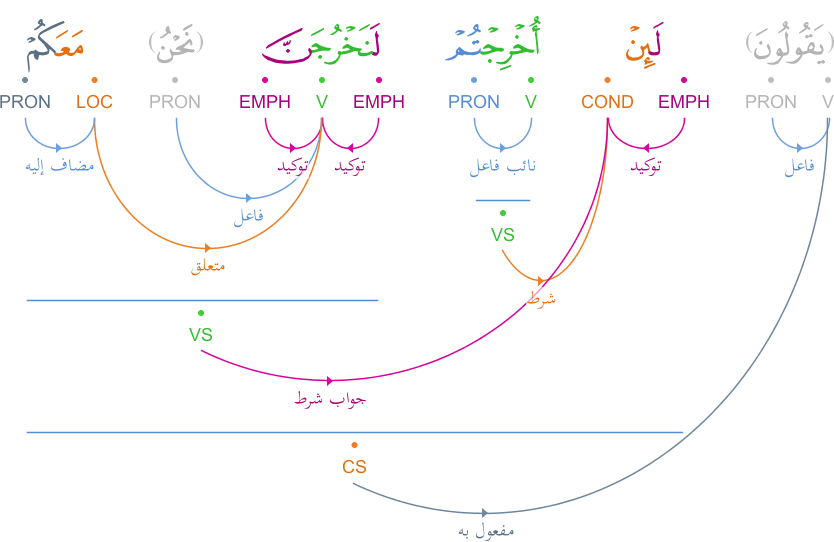 (يَقُولُونَ) لَئِنْ أُخْرِجْتُمْ لَنَخْرُجَنَّ (نَحْنُ) مَعَكُمْ
PRON LOC PRON EMPH V EMPH PRON V COND EMPH PRON V
مضاف إليه توكيد توكيد نائب فاعل توكيد فاعل
فاعل
VS
متعلق
شرط
VS
جواب شرط
CS
مفعول به